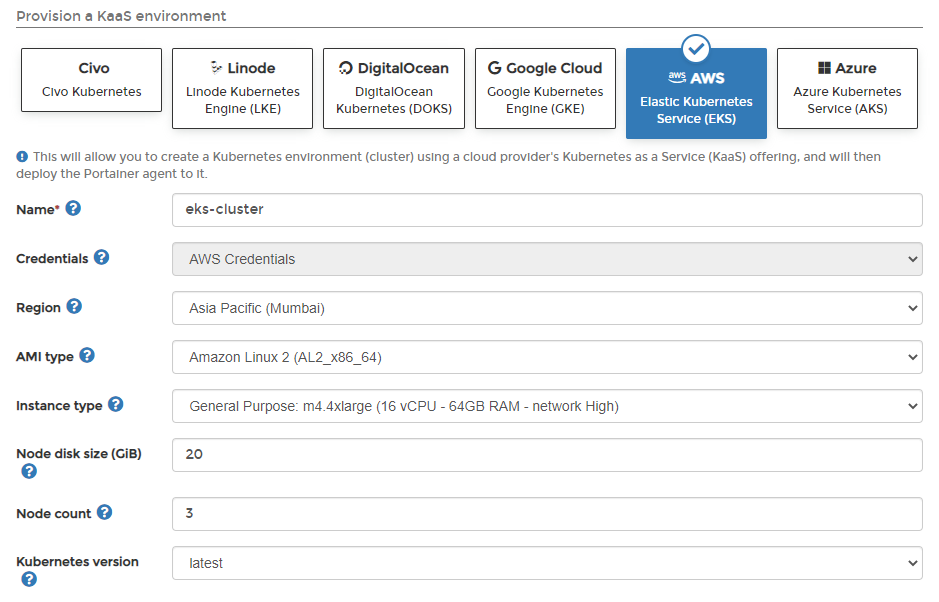 Provision a KaaS environment
Civo
Civo Kubernetes
Linode
Linode Kubernetes
Engine (LKE)
DigitalOcean
DigitalOcean
Kubernetes (DOKS)
Google Cloud
Google Kubernetes
Engine (GKE)
aws AWS
Elastic Kubernetes
Service (EKS)
Azure
Azure Kubernetes
Service (AKS)
This will allow you to create a Kubernetes environment (cluster) using a cloud provider's Kubernetes as a Service (KaaS) offering, and will then
deploy the Portainer agent to it.
Name* ? eks-cluster
Credentials ? AWS Credentials
Region ? Asia Pacific (Mumbai)
AMI type ? Amazon Linux 2 (AL2_x86_64)
Instance type ? General Purpose: m4.4xlarge (16 vCPU - 64GB RAM - network High)
Node disk size (GiB) ? 20
Node count ? 3
Kubernetes version ? latest